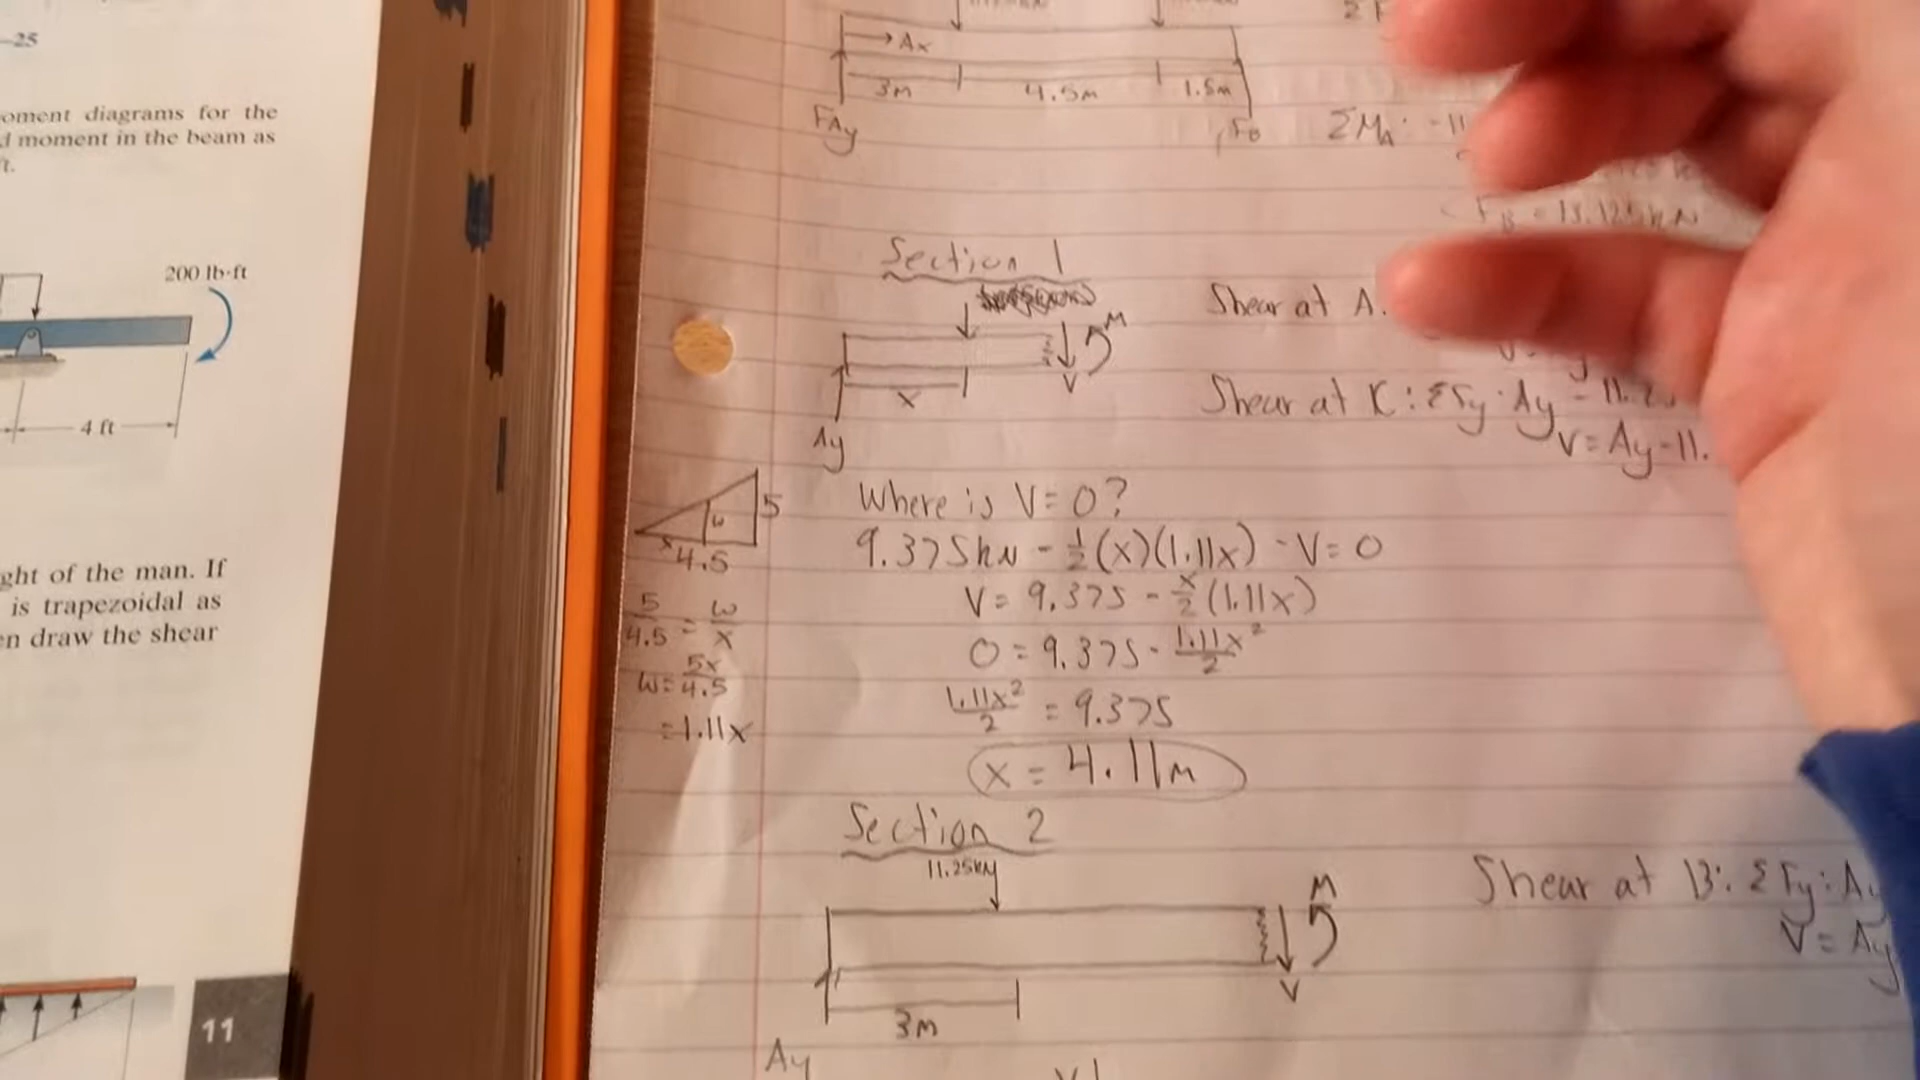 -25
oment diagrams for the
d moment in the beam as
t.
200 lb·ft
4 ft
ght of the man. If
is trapezoidal as
en draw the shear
11
Ax
3m 4.5m 1.5m
FAy
FB
ΣMA: -11
FB = 13.125kN
Section 1
M
V
x
Ay
Shear at A:
Shear at K: ΣFy: Ay - 11.
V = Ay - 11.
5
w
x
4.5
5/4.5 = w/x
w = 5x/4.5
= 1.11x
Where is V=0?
9.375kN - 1/2(x)(1.11x) - V = 0
V = 9.375 - x/2(1.11x)
0 = 9.375 - 1.11x²/2
1.11x²/2 = 9.375
x = 4.11m
Section 2
11.25kN
M
V
3m
Ay
Shear at B: ΣFy: Ay
V = Ay